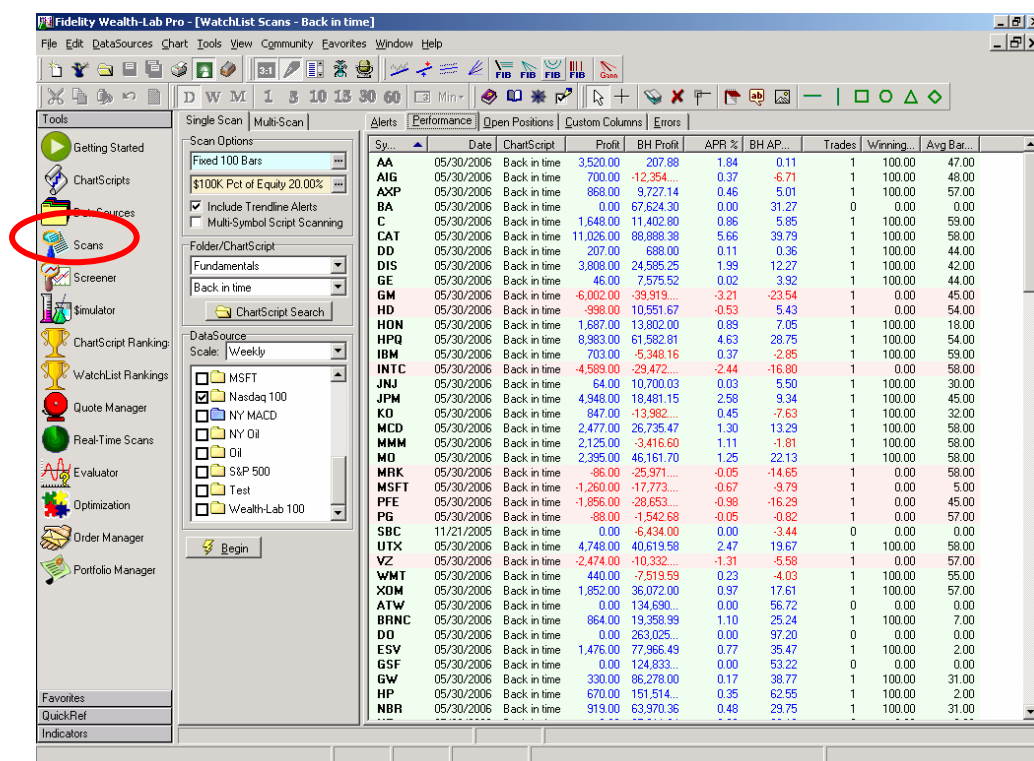 Fidelity Wealth-Lab Pro - [WatchList Scans - Back in time]
File Edit DataSources Chart Tools View Community Favorites Window Help
3:1 FIB FIB FIB FIB Gann
D W M 1 5 10 15 30 60 Min
Tools
Getting Started
ChartScripts
DataSources
Scans
Screener
$imulator
ChartScript Rankings
WatchList Rankings
Quote Manager
Real-Time Scans
Evaluator
Optimization
Order Manager
Portfolio Manager
Favorites
QuickRef
Indicators
Single Scan Multi-Scan
Scan Options
Fixed 100 Bars
$100K Pct of Equity 20.00%
Include Trendline Alerts
Multi-Symbol Script Scanning
Folder/ChartScript
Fundamentals
Back in time
ChartScript Search
DataSource
Scale: Weekly
MSFT
Nasdaq 100
NY MACD
NY Oil
Oil
S&P 500
Test
Wealth-Lab 100
Begin
Alerts Performance Open Positions Custom Columns Errors
Sy... Date ChartScript Profit BH Profit APR % BH AP... Trades Winning... Avg Bar...
AA 05/30/2006 Back in time 3,520.00 207.88 1.84 0.11 1 100.00 47.00
AIG 05/30/2006 Back in time 700.00 -12,354.... 0.37 -6.71 1 100.00 48.00
AXP 05/30/2006 Back in time 868.00 9,727.14 0.46 5.01 1 100.00 57.00
BA 05/30/2006 Back in time 0.00 67,624.30 0.00 31.27 0 0.00 0.00
C 05/30/2006 Back in time 1,648.00 11,402.80 0.86 5.85 1 100.00 59.00
CAT 05/30/2006 Back in time 11,026.00 88,888.38 5.66 39.79 1 100.00 58.00
DD 05/30/2006 Back in time 207.00 688.00 0.11 0.36 1 100.00 44.00
DIS 05/30/2006 Back in time 3,808.00 24,585.25 1.99 12.27 1 100.00 42.00
GE 05/30/2006 Back in time 46.00 7,575.52 0.02 3.92 1 100.00 44.00
GM 05/30/2006 Back in time -6,002.00 -39,919.... -3.21 -23.54 1 0.00 45.00
HD 05/30/2006 Back in time -998.00 10,551.67 -0.53 5.43 1 0.00 54.00
HON 05/30/2006 Back in time 1,687.00 13,802.00 0.89 7.05 1 100.00 18.00
HPQ 05/30/2006 Back in time 8,983.00 61,582.81 4.63 28.75 1 100.00 54.00
IBM 05/30/2006 Back in time 703.00 -5,348.16 0.37 -2.85 1 100.00 59.00
INTC 05/30/2006 Back in time -4,589.00 -29,472.... -2.44 -16.80 1 0.00 58.00
JNJ 05/30/2006 Back in time 64.00 10,700.03 0.03 5.50 1 100.00 30.00
JPM 05/30/2006 Back in time 4,948.00 18,481.15 2.58 9.34 1 100.00 45.00
KO 05/30/2006 Back in time 847.00 -13,982.... 0.45 -7.63 1 100.00 32.00
MCD 05/30/2006 Back in time 2,477.00 26,735.47 1.30 13.29 1 100.00 58.00
MMM 05/30/2006 Back in time 2,125.00 -3,416.60 1.11 -1.81 1 100.00 58.00
MO 05/30/2006 Back in time 2,395.00 46,161.70 1.25 22.13 1 100.00 58.00
MRK 05/30/2006 Back in time -86.00 -25,971.... -0.05 -14.65 1 0.00 58.00
MSFT 05/30/2006 Back in time -1,260.00 -17,773.... -0.67 -9.79 1 0.00 5.00
PFE 05/30/2006 Back in time -1,856.00 -28,653.... -0.98 -16.29 1 0.00 45.00
PG 05/30/2006 Back in time -88.00 -1,542.68 -0.05 -0.82 1 0.00 57.00
SBC 11/21/2005 Back in time 0.00 -6,434.00 0.00 -3.44 0 0.00 0.00
UTX 05/30/2006 Back in time 4,748.00 40,619.58 2.47 19.67 1 100.00 58.00
VZ 05/30/2006 Back in time -2,474.00 -10,332.... -1.31 -5.58 1 0.00 57.00
WMT 05/30/2006 Back in time 440.00 -7,519.59 0.23 -4.03 1 100.00 55.00
XOM 05/30/2006 Back in time 1,852.00 36,072.00 0.97 17.61 1 100.00 57.00
ATW 05/30/2006 Back in time 0.00 134,690... 0.00 56.72 0 0.00 0.00
BRNC 05/30/2006 Back in time 864.00 19,358.99 1.10 25.24 1 100.00 7.00
DO 05/30/2006 Back in time 0.00 263,025... 0.00 97.20 0 0.00 0.00
ESV 05/30/2006 Back in time 1,476.00 77,966.49 0.77 35.47 1 100.00 2.00
GSF 05/30/2006 Back in time 0.00 124,833... 0.00 53.22 0 0.00 0.00
GW 05/30/2006 Back in time 330.00 86,278.00 0.17 38.77 1 100.00 31.00
HP 05/30/2006 Back in time 670.00 151,514... 0.35 62.55 1 100.00 2.00
NBR 05/30/2006 Back in time 919.00 63,970.36 0.48 29.75 1 100.00 31.00